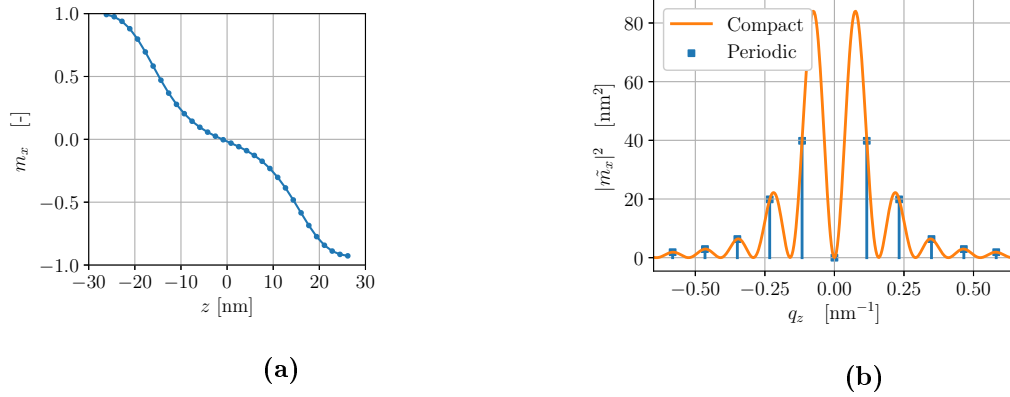 1.0
0.5
0.0
−0.5
−1.0
m_x [-]
−30 −20 −10 0 10 20 30
z [nm]
(a)
80
60
40
20
0
|m̃_x|² [nm²]
Compact
Periodic
−0.50 −0.25 0.00 0.25 0.50
q_z [nm⁻¹]
(b)